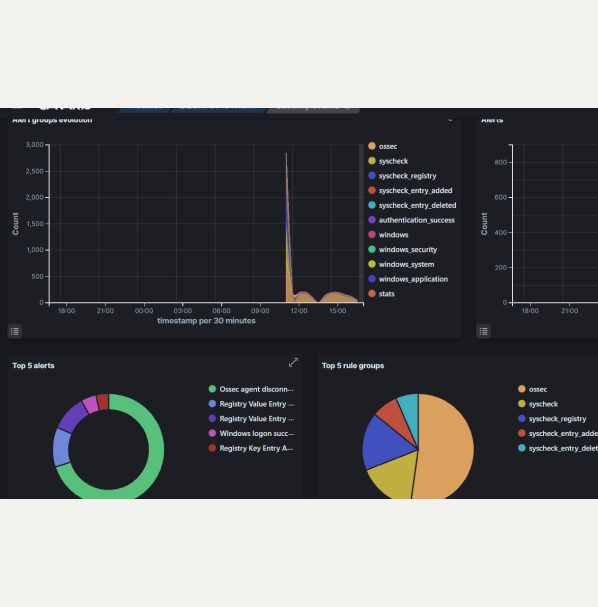 Alert groups evolution
3,000
2,500
2,000
1,500
1,000
500
0
Count
18:00 21:00 00:00 03:00 06:00 09:00 12:00 15:00
timestamp per 30 minutes
ossec
syscheck
syscheck_registry
syscheck_entry_added
syscheck_entry_deleted
authentication_success
windows
windows_security
windows_system
windows_application
stats
Alerts
800
600
400
200
0
Count
18:00 21:00
Top 5 alerts
Ossec agent disconn...
Registry Value Entry ...
Registry Value Entry ...
Windows logon succ...
Registry Key Entry A...
Top 5 rule groups
ossec
syscheck
syscheck_registry
syscheck_entry_adde
syscheck_entry_delet